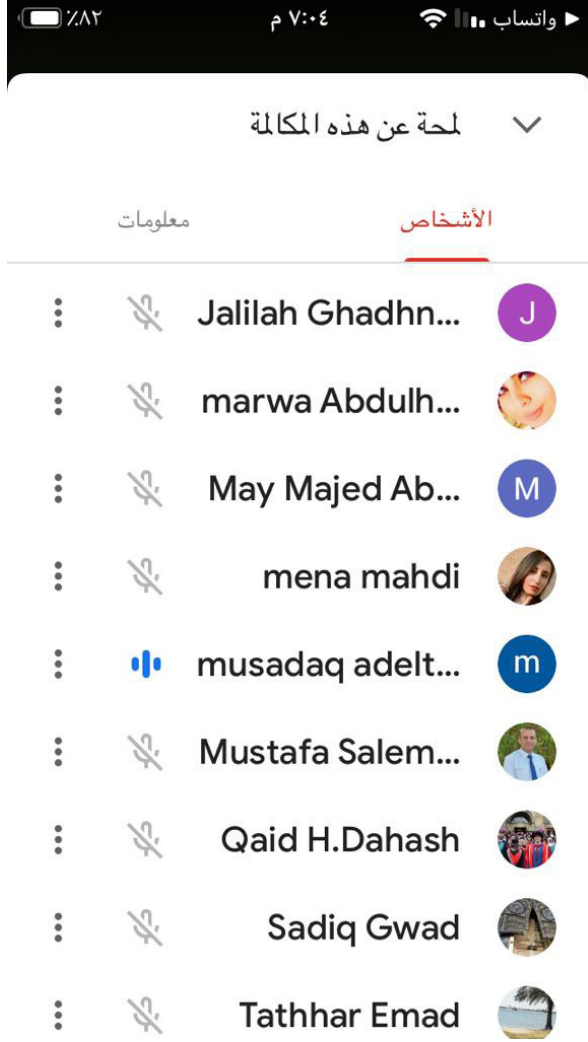 ◀ واتساب ٧:٠٤ م ٪٨٢
لمحة عن هذه المكالمة
الأشخاص معلومات
J Jalilah Ghadhn...
marwa Abdulh...
M May Majed Ab...
mena mahdi
m musadaq adelt...
Mustafa Salem...
Qaid H.Dahash
Sadiq Gwad
Tathhar Emad